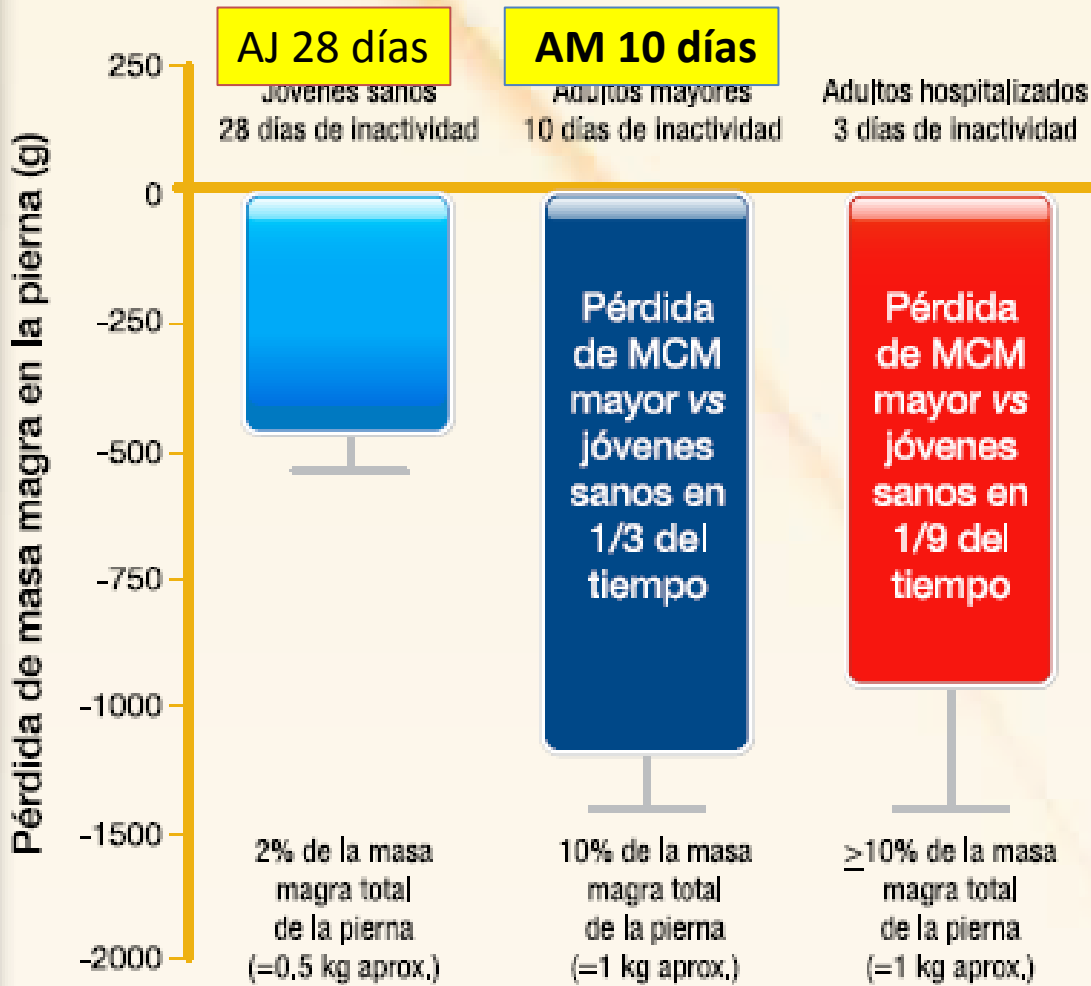 AJ 28 días
AM 10 días
Jóvenes sanos
28 días de inactividad
Adultos mayores
10 días de inactividad
Adultos hospitalizados
3 días de inactividad
Pérdida de masa magra en la pierna (g)
250
0
-250
-500
-750
-1000
-1500
-2000
Pérdida
de MCM
mayor vs
jóvenes
sanos en
1/3 del
tiempo
Pérdida
de MCM
mayor vs
jóvenes
sanos en
1/9 del
tiempo
2% de la masa
magra total
de la pierna
(=0.5 kg aprox.)
10% de la masa
magra total
de la pierna
(=1 kg aprox.)
≥10% de la masa
magra total
de la pierna
(=1 kg aprox.)